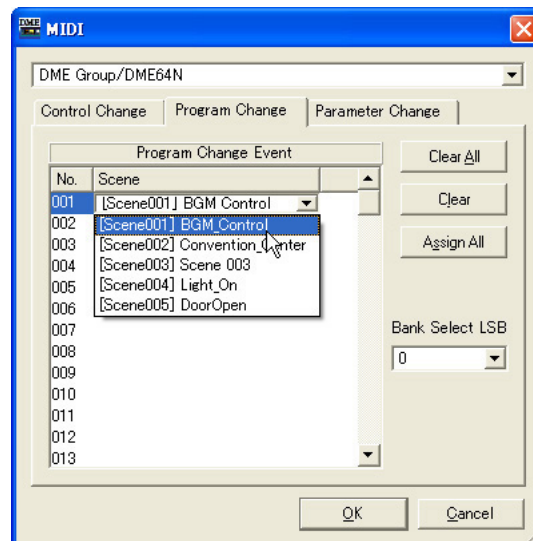 DME MIDI
DME Group/DME64N
Control Change Program Change Parameter Change
Program Change Event
No. Scene
001 [Scene001] BGM Control
002
003
004
005
006
007
008
009
010
011
012
013
[Scene001] BGM_Control
[Scene002] Convention_Center
[Scene003] Scene 003
[Scene004] Light_On
[Scene005] DoorOpen
Clear All
Clear
Assign All
Bank Select LSB
0
OK Cancel